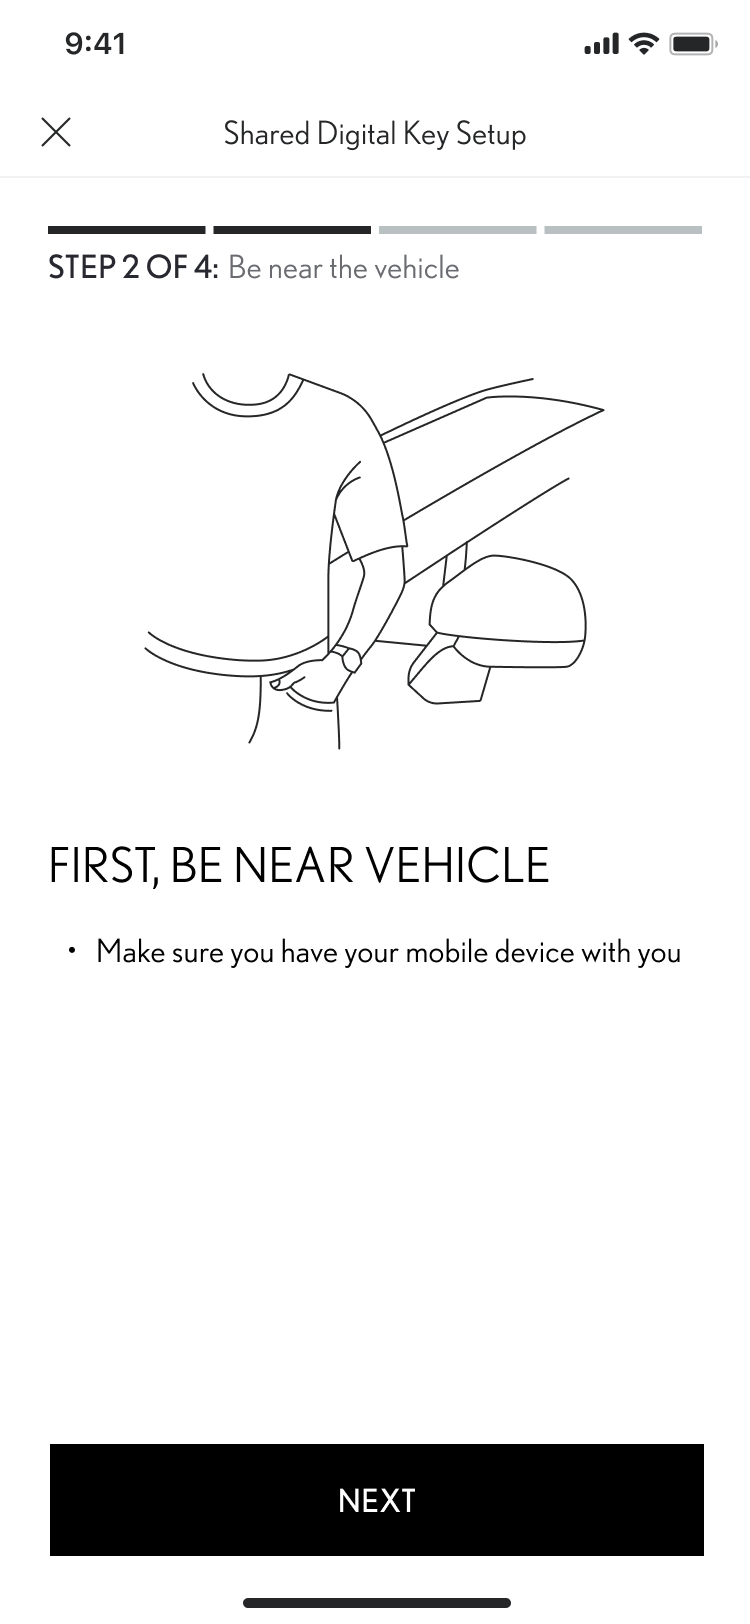 9:41
Shared Digital Key Setup
STEP 2 OF 4: Be near the vehicle
FIRST, BE NEAR VEHICLE
• Make sure you have your mobile device with you
NEXT